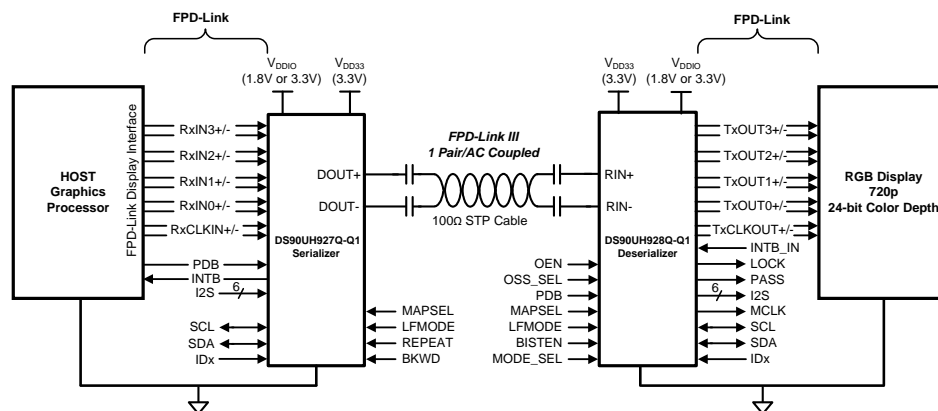 FPD-Link
FPD-Link
VDDIO
(1.8V or 3.3V)
VDD33
(3.3V)
VDD33
(3.3V)
VDDIO
(1.8V or 3.3V)
HOST
Graphics
Processor
FPD-Link Display Interface
RxIN3+/-
RxIN2+/-
RxIN1+/-
RxIN0+/-
RxCLKIN+/-
PDB
INTB
I2S
6
SCL
SDA
IDx
DOUT+
DOUT-
DS90UH927Q-Q1
Serializer
MAPSEL
LFMODE
REPEAT
BKWD
FPD-Link III
1 Pair/AC Coupled
100Ω STP Cable
RIN+
RIN-
DS90UH928Q-Q1
Deserializer
OEN
OSS_SEL
PDB
MAPSEL
LFMODE
BISTEN
MODE_SEL
TxOUT3+/-
TxOUT2+/-
TxOUT1+/-
TxOUT0+/-
TxCLKOUT+/-
INTB_IN
LOCK
PASS
6
I2S
MCLK
SCL
SDA
IDx
RGB Display
720p
24-bit Color Depth